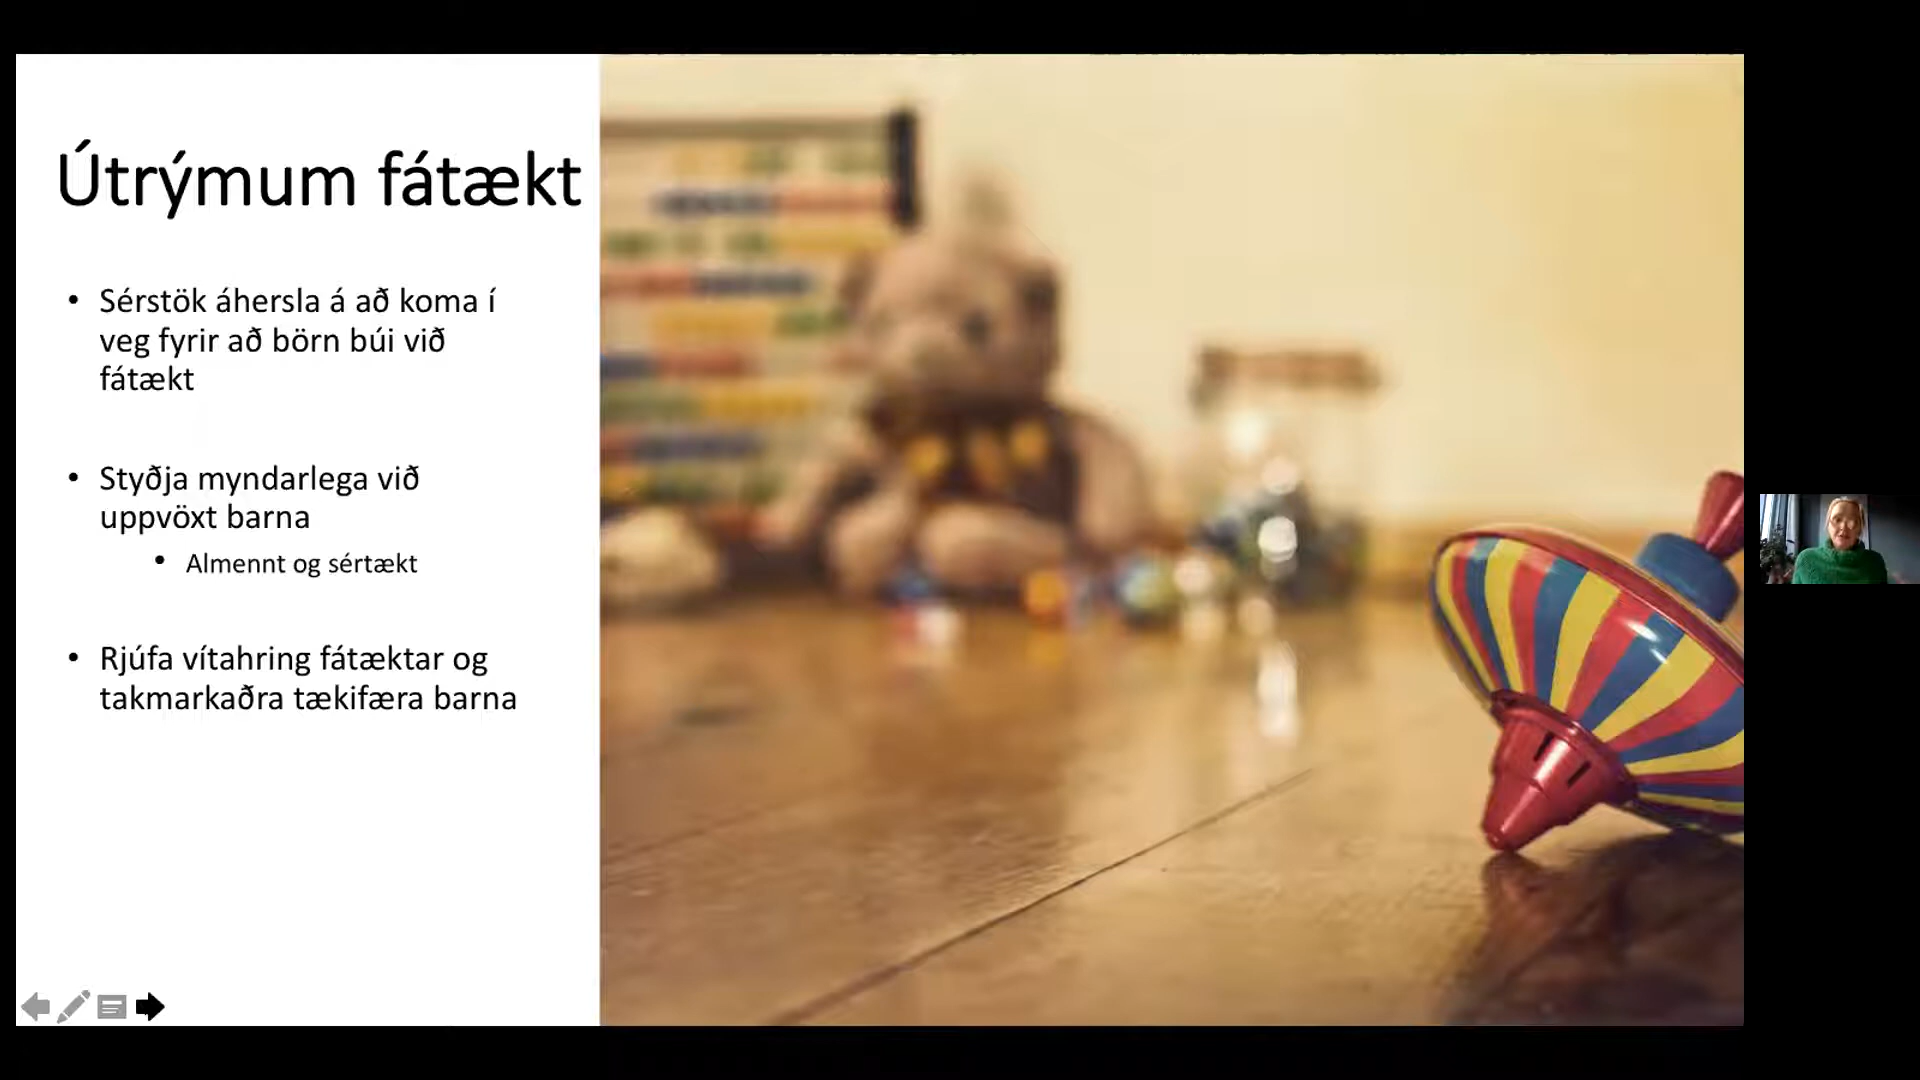 Útrýmum fátækt
• Sérstök áhersla á að koma í
veg fyrir að börn búi við
fátækt
• Styðja myndarlega við
uppvöxt barna
• Almennt og sértækt
• Rjúfa vítahring fátæktar og
takmarkaðra tækifæra barna